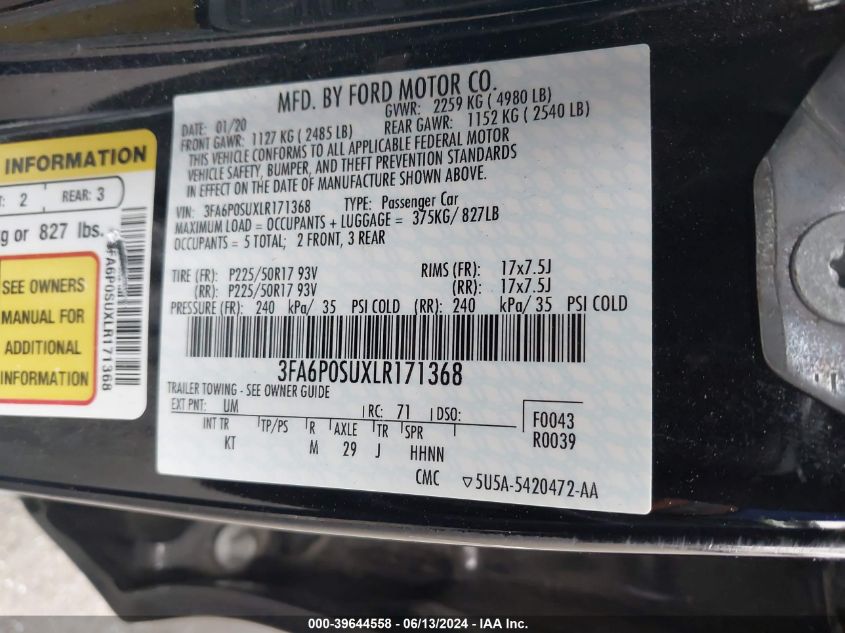 MFD. BY FORD MOTOR CO.
DATE: 01/20 GVWR: 2259 KG ( 4980 LB)
FRONT GAWR: 1127 KG ( 2485 LB) REAR GAWR: 1152 KG ( 2540 LB)
THIS VEHICLE CONFORMS TO ALL APPLICABLE FEDERAL MOTOR
VEHICLE SAFETY, BUMPER, AND THEFT PREVENTION STANDARDS
IN EFFECT ON THE DATE OF MANUFACTURE SHOWN ABOVE.
VIN: 3FA6P0SUXLR171368 TYPE: Passenger Car
MAXIMUM LOAD = OCCUPANTS + LUGGAGE = 375KG/ 827LB
OCCUPANTS = 5 TOTAL; 2 FRONT, 3 REAR
TIRE (FR): P225/50R17 93V RIMS (FR): 17x7.5J
(RR): P225/50R17 93V (RR): 17x7.5J
PRESSURE (FR): 240 kPa/ 35 PSI COLD (RR): 240 kPa/ 35 PSI COLD
3FA6P0SUXLR171368
TRAILER TOWING - SEE OWNER GUIDE
EXT PNT: UM RC: 71 DSO: F0043
INT TR TP/PS R AXLE TR SPR R0039
KT M 29 J HHNN
CMC ▽5U5A-5420472-AA
INFORMATION
2 REAR: 3
or 827 lbs.
SEE OWNERS
MANUAL FOR
ADDITIONAL
INFORMATION
3FA6P0SUXLR171368
000-39644558 - 06/13/2024 - IAA Inc.